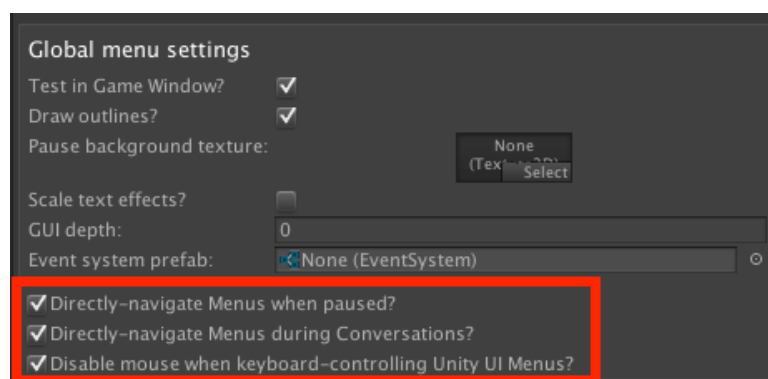 Global menu settings
Test in Game Window?
Draw outlines?
Pause background texture:
None
Select
Scale text effects?
GUI depth: 0
Event system prefab: None (EventSystem)
Directly-navigate Menus when paused?
Directly-navigate Menus during Conversations?
Disable mouse when keyboard-controlling Unity UI Menus?